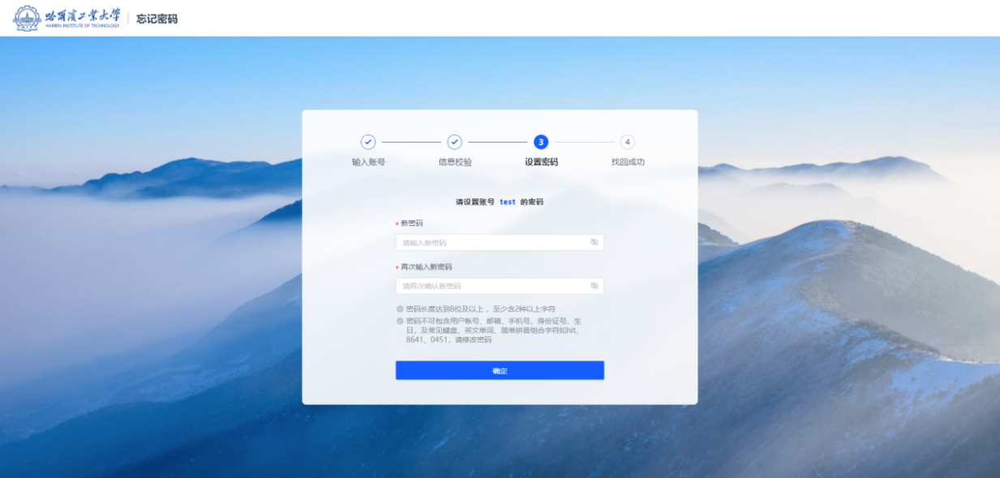 哈尔滨工业大学
HARBIN INSTITUTE OF TECHNOLOGY
忘记密码
3
4
输入账号
信息校验
设置密码
找回成功
请设置账号 test 的密码
* 新密码
请输入新密码
* 再次输入新密码
请再次确认新密码
密码长度达到8位及以上，至少含2种以上字符
密码不可包含用户帐号、邮箱、手机号、身份证号、生
日，及常见键盘、英文单词、简单拼音组合字符如hit、
8641、0451，请修改密码
确定